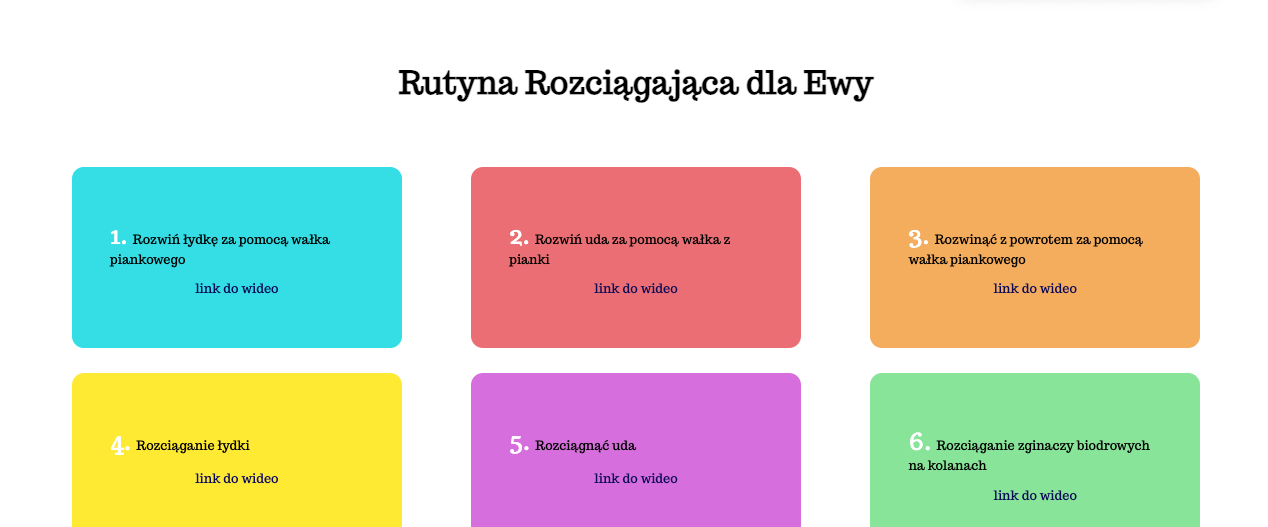 Rutyna Rozciągająca dla Ewy
1. Rozwiń łydkę za pomocą wałka
piankowego
link do wideo
2. Rozwiń uda za pomocą wałka z
pianki
link do wideo
3. Rozwinąć z powrotem za pomocą
wałka piankowego
link do wideo
4. Rozciąganie łydki
link do wideo
5. Rozciągnąć uda
link do wideo
6. Rozciąganie zginaczy biodrowych
na kolanach
link do wideo